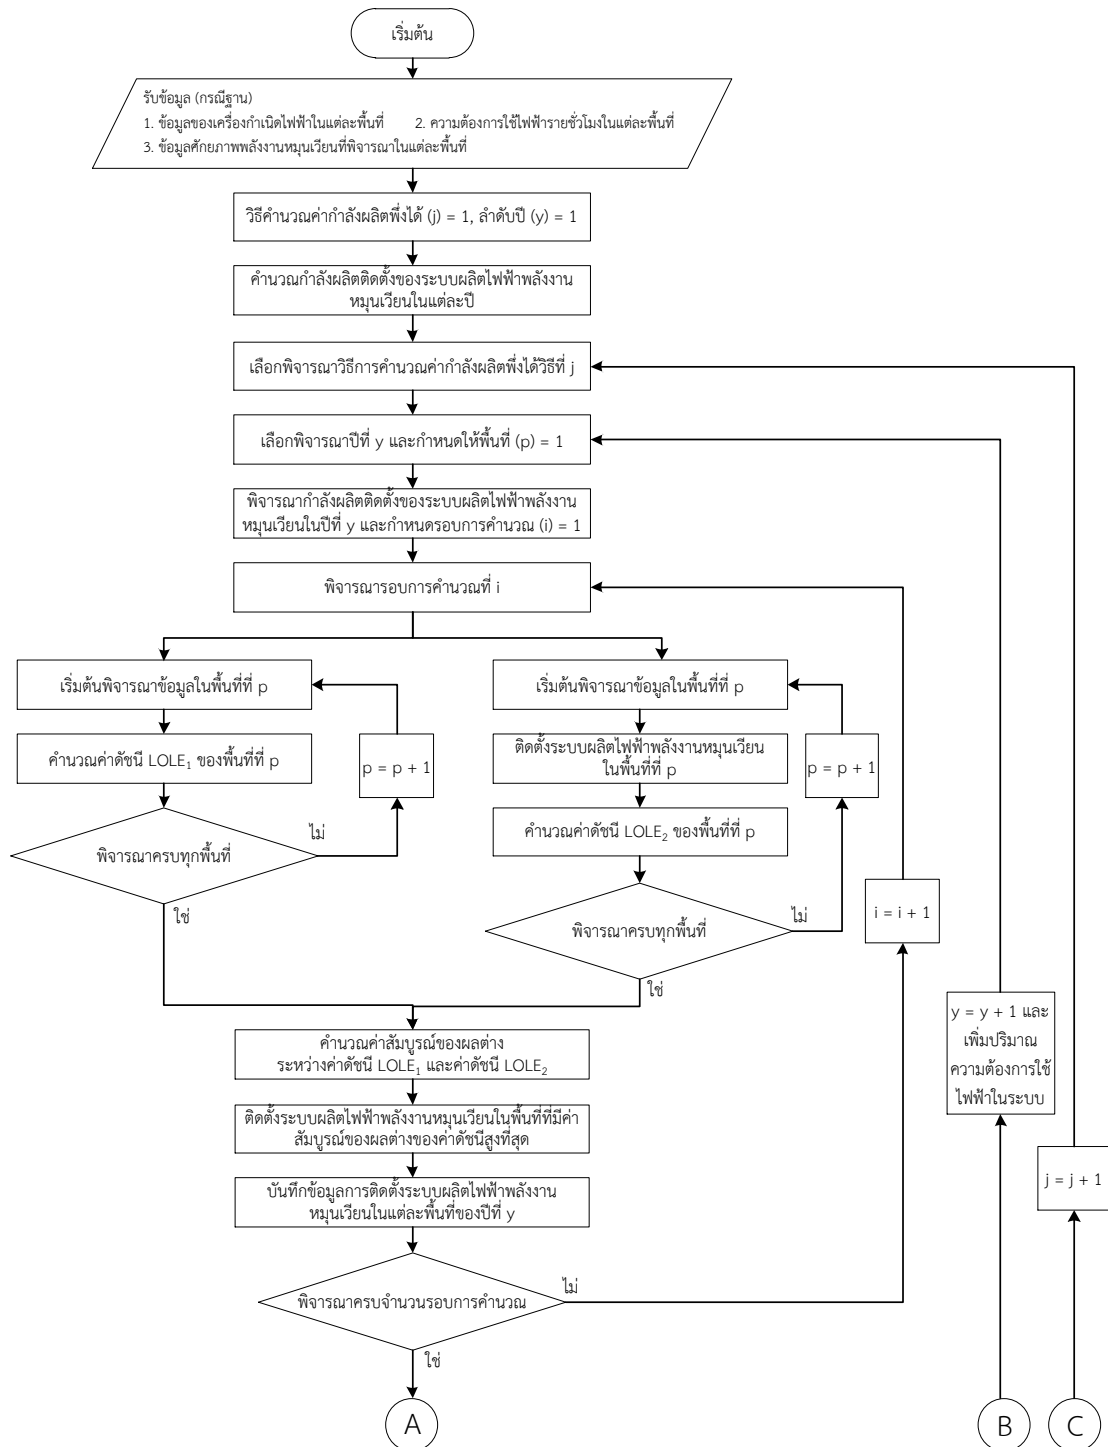 เริ่มต้น
รับข้อมูล (กรณีฐาน)
1. ข้อมูลของเครื่องกำเนิดไฟฟ้าในแต่ละพื้นที่ 2. ความต้องการใช้ไฟฟ้ารายชั่วโมงในแต่ละพื้นที่
3. ข้อมูลศักยภาพพลังงานหมุนเวียนที่พิจารณาในแต่ละพื้นที่
วิธีคำนวณค่ากำลังผลิตพึ่งได้ (j) = 1, ลำดับปี (y) = 1
คำนวณกำลังผลิตติดตั้งของระบบผลิตไฟฟ้าพลังงาน
หมุนเวียนในแต่ละปี
เลือกพิจารณาวิธีการคำนวณค่ากำลังผลิตพึ่งได้วิธีที่ j
เลือกพิจารณาปีที่ y และกำหนดให้พื้นที่ (p) = 1
พิจารณากำลังผลิตติดตั้งของระบบผลิตไฟฟ้าพลังงาน
หมุนเวียนในปีที่ y และกำหนดรอบการคำนวณ (i) = 1
พิจารณารอบการคำนวณที่ i
เริ่มต้นพิจารณาข้อมูลในพื้นที่ที่ p
คำนวณค่าดัชนี LOLE₁ ของพื้นที่ที่ p
p = p + 1
พิจารณาครบทุกพื้นที่
ไม่
ใช่
เริ่มต้นพิจารณาข้อมูลในพื้นที่ที่ p
ติดตั้งระบบผลิตไฟฟ้าพลังงานหมุนเวียน
ในพื้นที่ที่ p
p = p + 1
คำนวณค่าดัชนี LOLE₂ ของพื้นที่ที่ p
พิจารณาครบทุกพื้นที่
ไม่
ใช่
i = i + 1
คำนวณค่าสัมบูรณ์ของผลต่าง
ระหว่างค่าดัชนี LOLE₁ และค่าดัชนี LOLE₂
ติดตั้งระบบผลิตไฟฟ้าพลังงานหมุนเวียนในพื้นที่ที่มีค่า
สัมบูรณ์ของผลต่างของค่าดัชนีสูงที่สุด
บันทึกข้อมูลการติดตั้งระบบผลิตไฟฟ้าพลังงาน
หมุนเวียนในแต่ละพื้นที่ของปีที่ y
พิจารณาครบจำนวนรอบการคำนวณ
ไม่
ใช่
y = y + 1 และ
เพิ่มปริมาณ
ความต้องการใช้
ไฟฟ้าในระบบ
j = j + 1
A
B
C